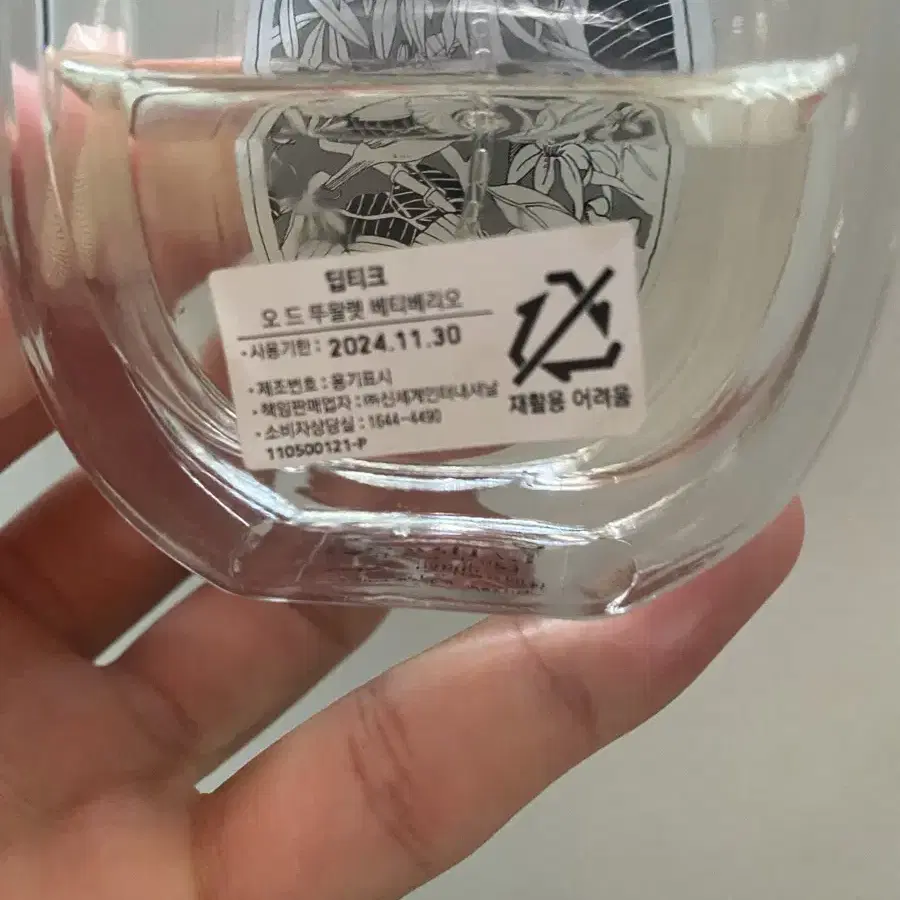 딥티크
오 드 뚜왈렛 베티베리오
·사용기한 : 2024.11.30
·제조번호 : 용기표시
·책임판매업자 : ㈜신세계인터내셔날
·소비자상담실 : 1644-4490
110500121-P
재활용 어려움